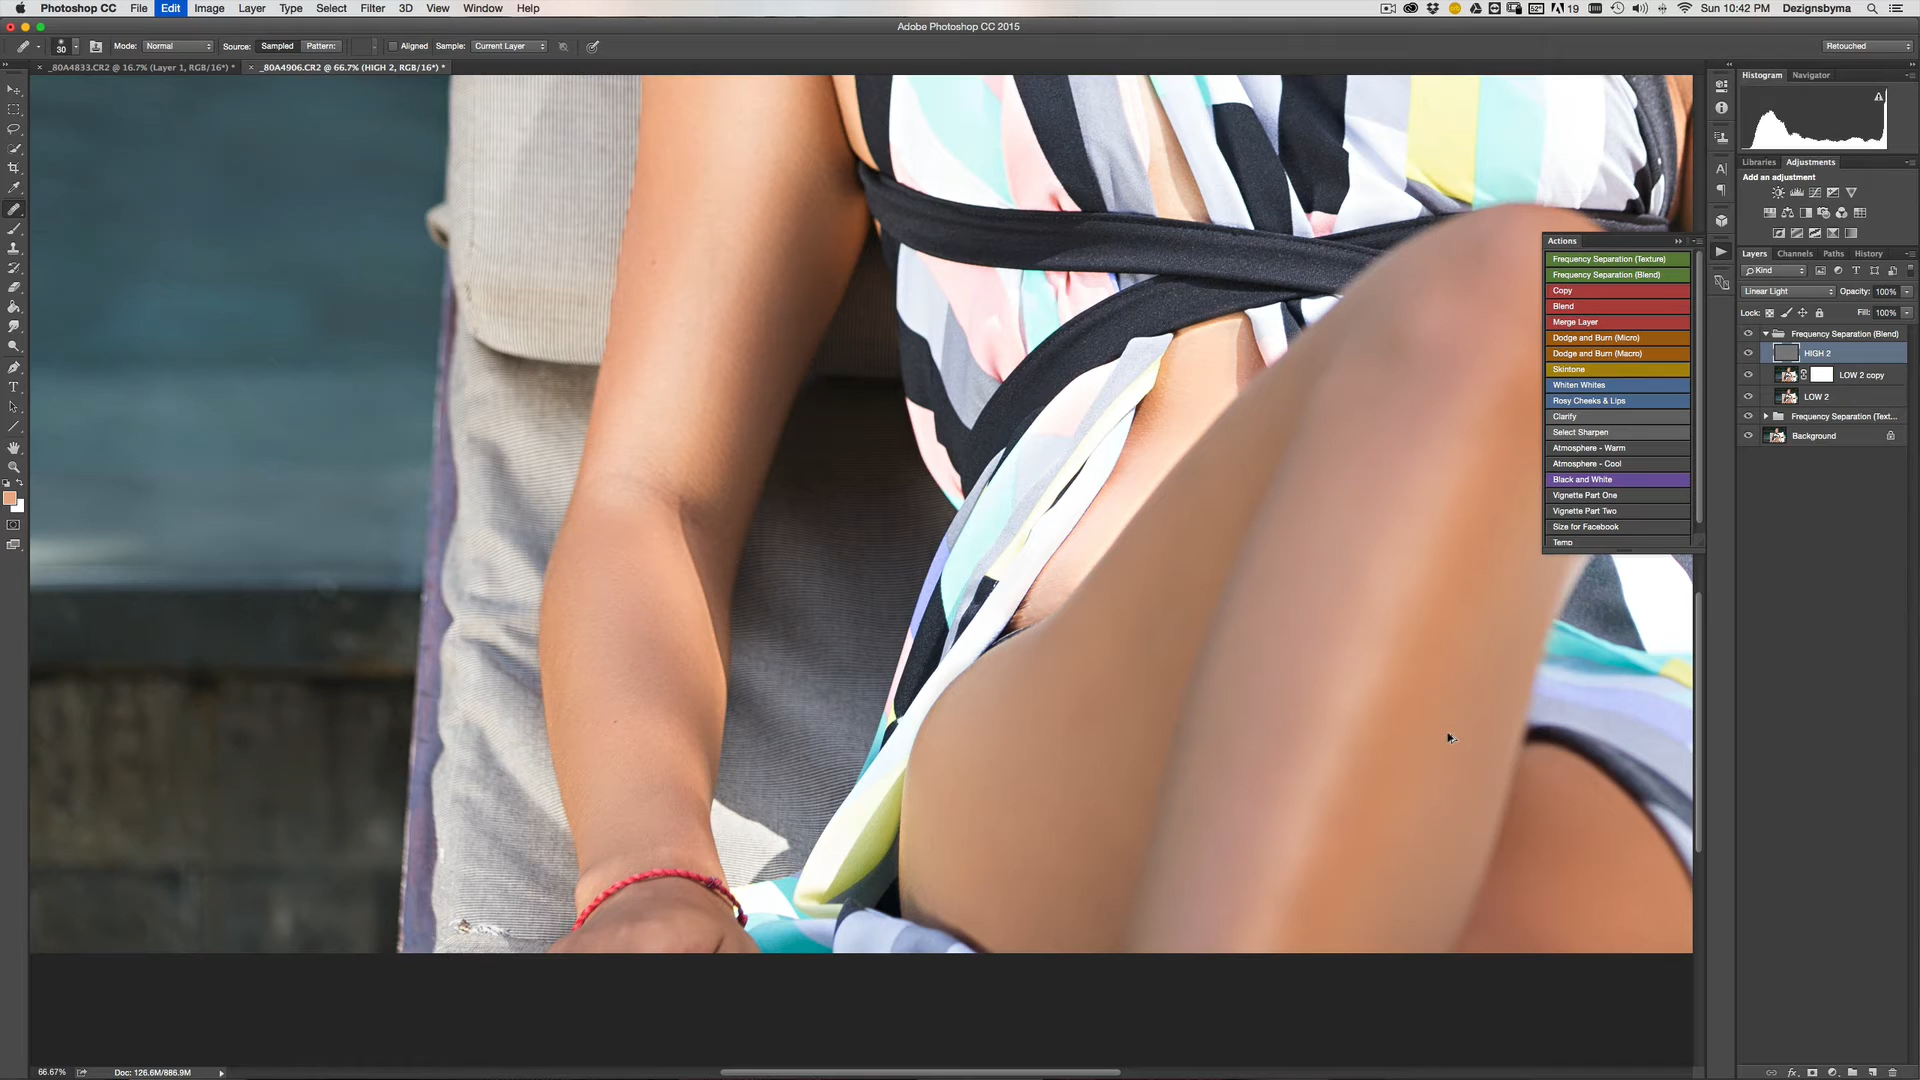 Photoshop CC File Edit Image Layer Type Select Filter 3D View Window Help 52° 19 Sun 10:42 PM Dezignsbyma
Adobe Photoshop CC 2015
30 Mode: Normal Source: Sampled Pattern: Aligned Sample: Current Layer Retouched
× _80A4833.CR2 @ 16.7% (Layer 1, RGB/16*) * × _80A4906.CR2 @ 66.7% (HIGH 2, RGB/16*) *
Histogram Navigator
Libraries Adjustments
Add an adjustment
Layers Channels Paths History
Kind
Linear Light Opacity: 100%
Lock: Fill: 100%
Frequency Separation (Blend)
HIGH 2
LOW 2 copy
LOW 2
Frequency Separation (Text...
Background
Actions
Frequency Separation (Texture)
Frequency Separation (Blend)
Copy
Blend
Merge Layer
Dodge and Burn (Micro)
Dodge and Burn (Macro)
Skintone
Whiten Whites
Rosy Cheeks & Lips
Clarify
Select Sharpen
Atmosphere - Warm
Atmosphere - Cool
Black and White
Vignette Part One
Vignette Part Two
Size for Facebook
Temp
66.67% Doc: 126.6M/886.9M